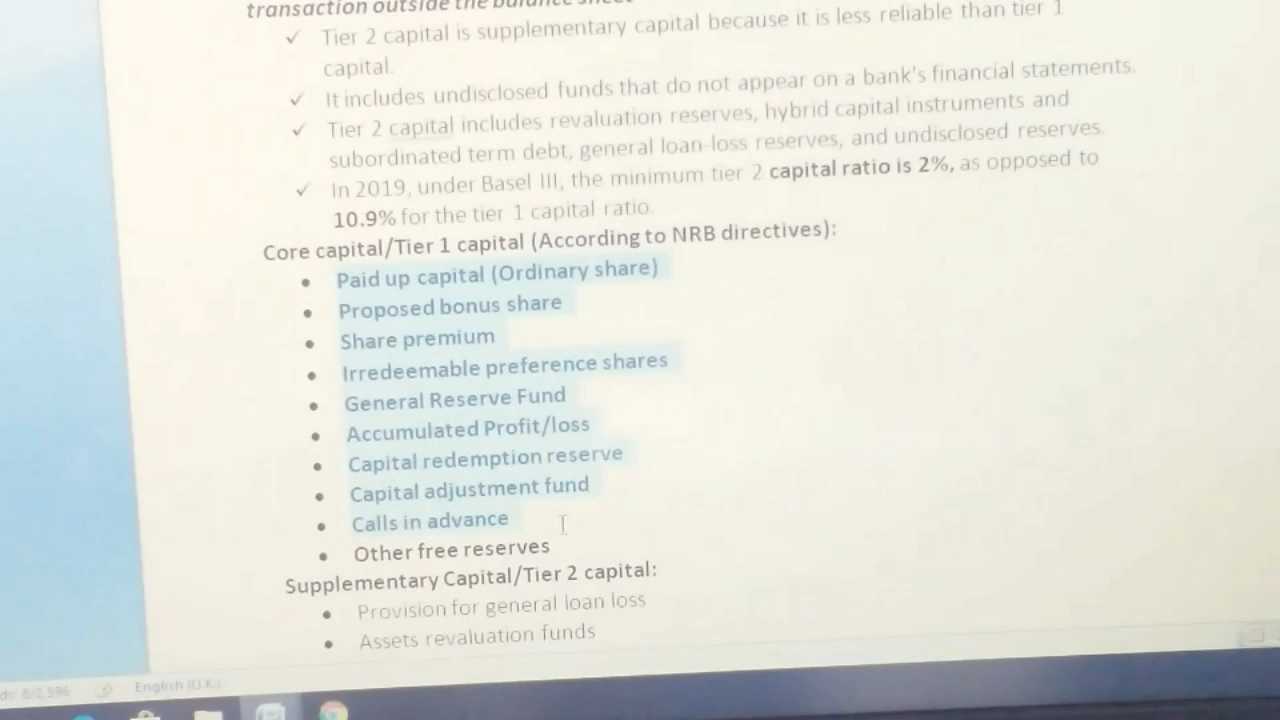 transaction outside the balance sheet
✓ Tier 2 capital is supplementary capital because it is less reliable than tier 1
capital.
✓ It includes undisclosed funds that do not appear on a bank's financial statements.
✓ Tier 2 capital includes revaluation reserves, hybrid capital instruments and
subordinated term debt, general loan-loss reserves, and undisclosed reserves.
✓ In 2019, under Basel III, the minimum tier 2 capital ratio is 2%, as opposed to
10.9% for the tier 1 capital ratio.
Core capital/Tier 1 capital (According to NRB directives):
• Paid up capital (Ordinary share)
• Proposed bonus share
• Share premium
• Irredeemable preference shares
• General Reserve Fund
• Accumulated Profit/loss
• Capital redemption reserve
• Capital adjustment fund
• Calls in advance
• Other free reserves
Supplementary Capital/Tier 2 capital:
• Provision for general loan loss
• Assets revaluation funds
ds: 8/2,596 English (U.K.)